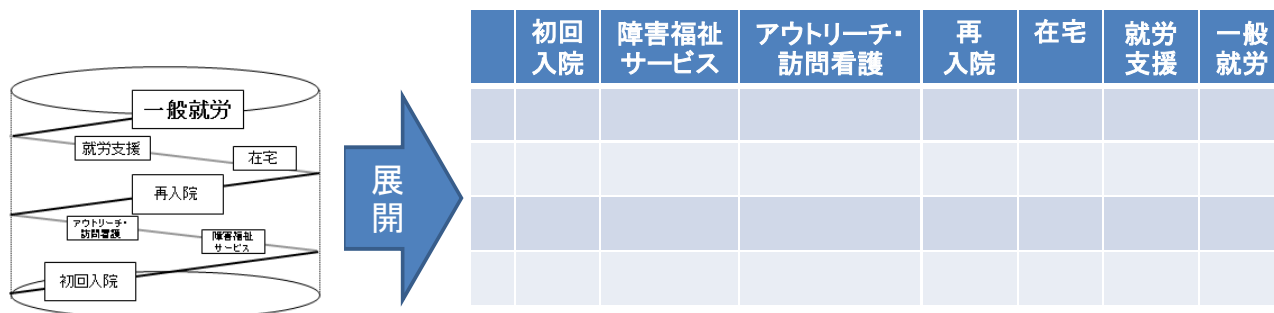 一般就労
就労支援
在宅
再入院
アウトリーチ・
訪問看護
障害福祉
サービス
初回入院
展
開
初回
入院
障害福祉
サービス
アウトリーチ・
訪問看護
再
入院
在宅
就労
支援
一般
就労